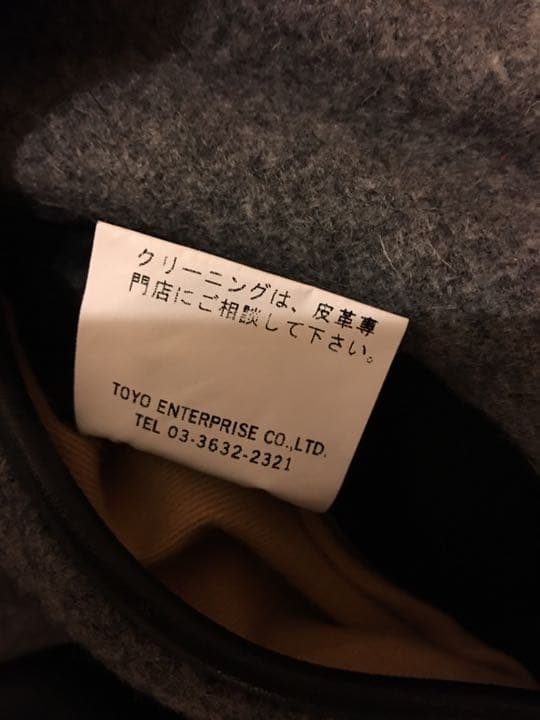 クリーニングは、皮革専
門店にご相談して下さい。
TOYO ENTERPRISE CO.,LTD.
TEL 03-3632-2321